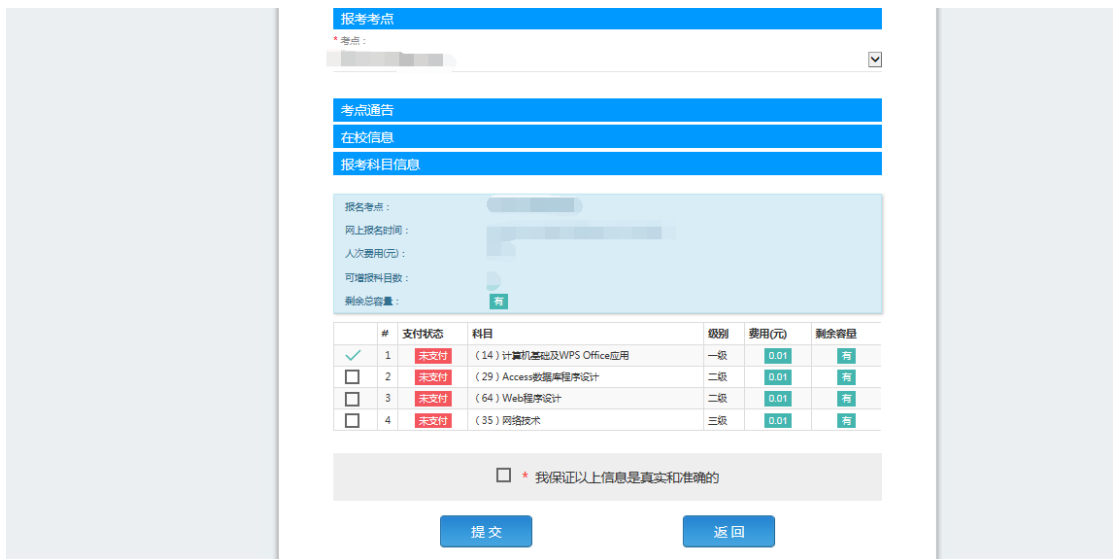 报考考点
* 考点：
考点通告
在校信息
报考科目信息
报名考点：
网上报名时间：
人次费用(元)：
可增报科目数：
剩余总容量： 有
# 支付状态 科目 级别 费用(元) 剩余容量
1 未支付 （14）计算机基础及WPS Office应用 一级 0.01 有
2 未支付 （29）Access数据库程序设计 二级 0.01 有
3 未支付 （64）Web程序设计 二级 0.01 有
4 未支付 （35）网络技术 三级 0.01 有
* 我保证以上信息是真实和准确的
提交 返回